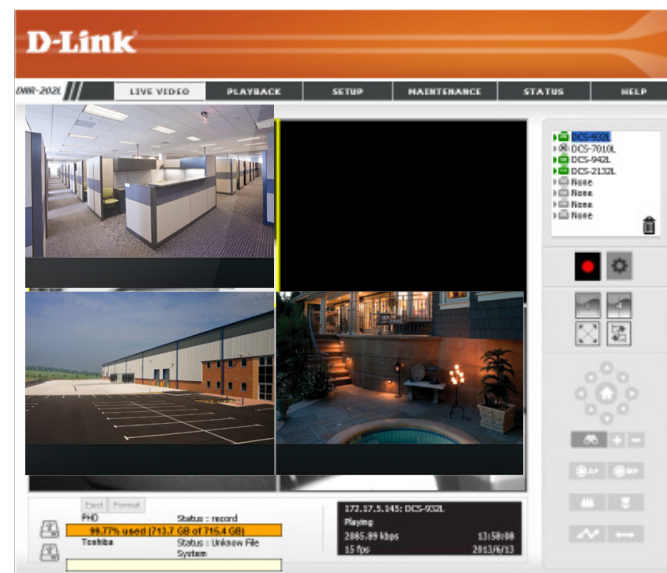 D-Link
DNR-202L
LIVE VIDEO PLAYBACK SETUP MAINTENANCE STATUS HELP
DCS-932L
DCS-7010L
DCS-942L
DCS-2132L
None
None
None
None
AF MF
Eject Format
PHD Status : record
99.77% used (713.7 GB of 715.4 GB)
Toshiba Status : Unknow File
System
172.17.5.145: DCS-932L
Playing
2085.89 kbps 13:58:08
15 fps 2013/6/13